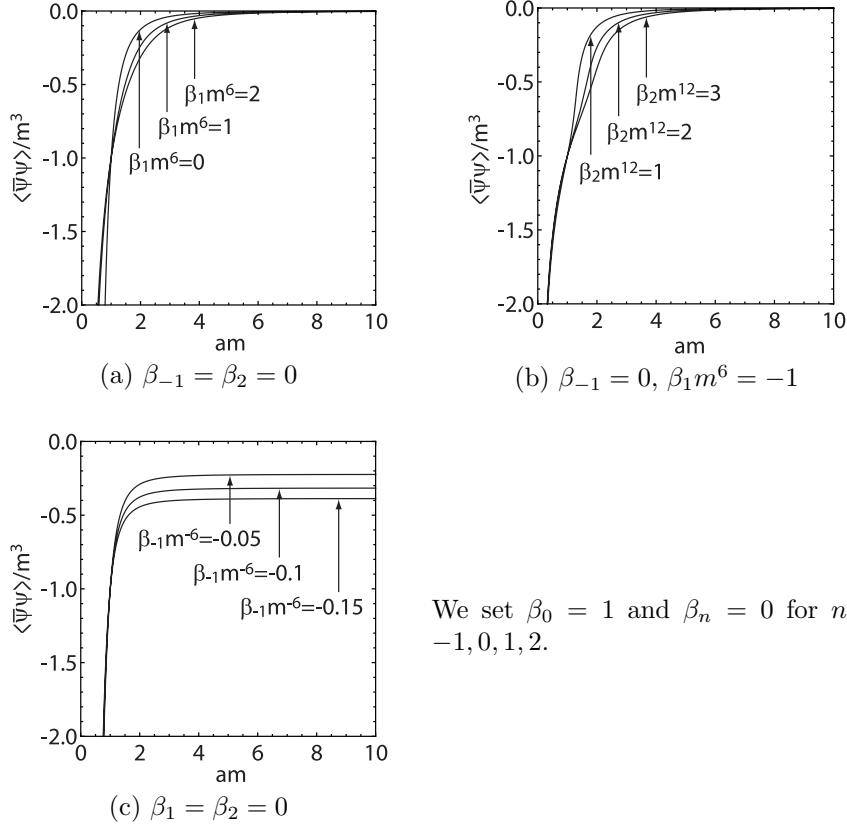 0.0
-0.5
-1.0
-1.5
-2.0
0 2 4 6 8 10
am
⟨ψ̄ψ⟩/m³
β₁m⁶=2
β₁m⁶=1
β₁m⁶=0
(a) β₋₁ = β₂ = 0
0.0
-0.5
-1.0
-1.5
-2.0
0 2 4 6 8 10
am
⟨ψ̄ψ⟩/m³
β₂m¹²=3
β₂m¹²=2
β₂m¹²=1
(b) β₋₁ = 0, β₁m⁶ = −1
0.0
-0.5
-1.0
-1.5
-2.0
0 2 4 6 8 10
am
⟨ψ̄ψ⟩/m³
β₋₁m⁻⁶=-0.05
β₋₁m⁻⁶=-0.1
β₋₁m⁻⁶=-0.15
(c) β₁ = β₂ = 0
We set β₀ = 1 and βₙ = 0 for n
−1, 0, 1, 2.